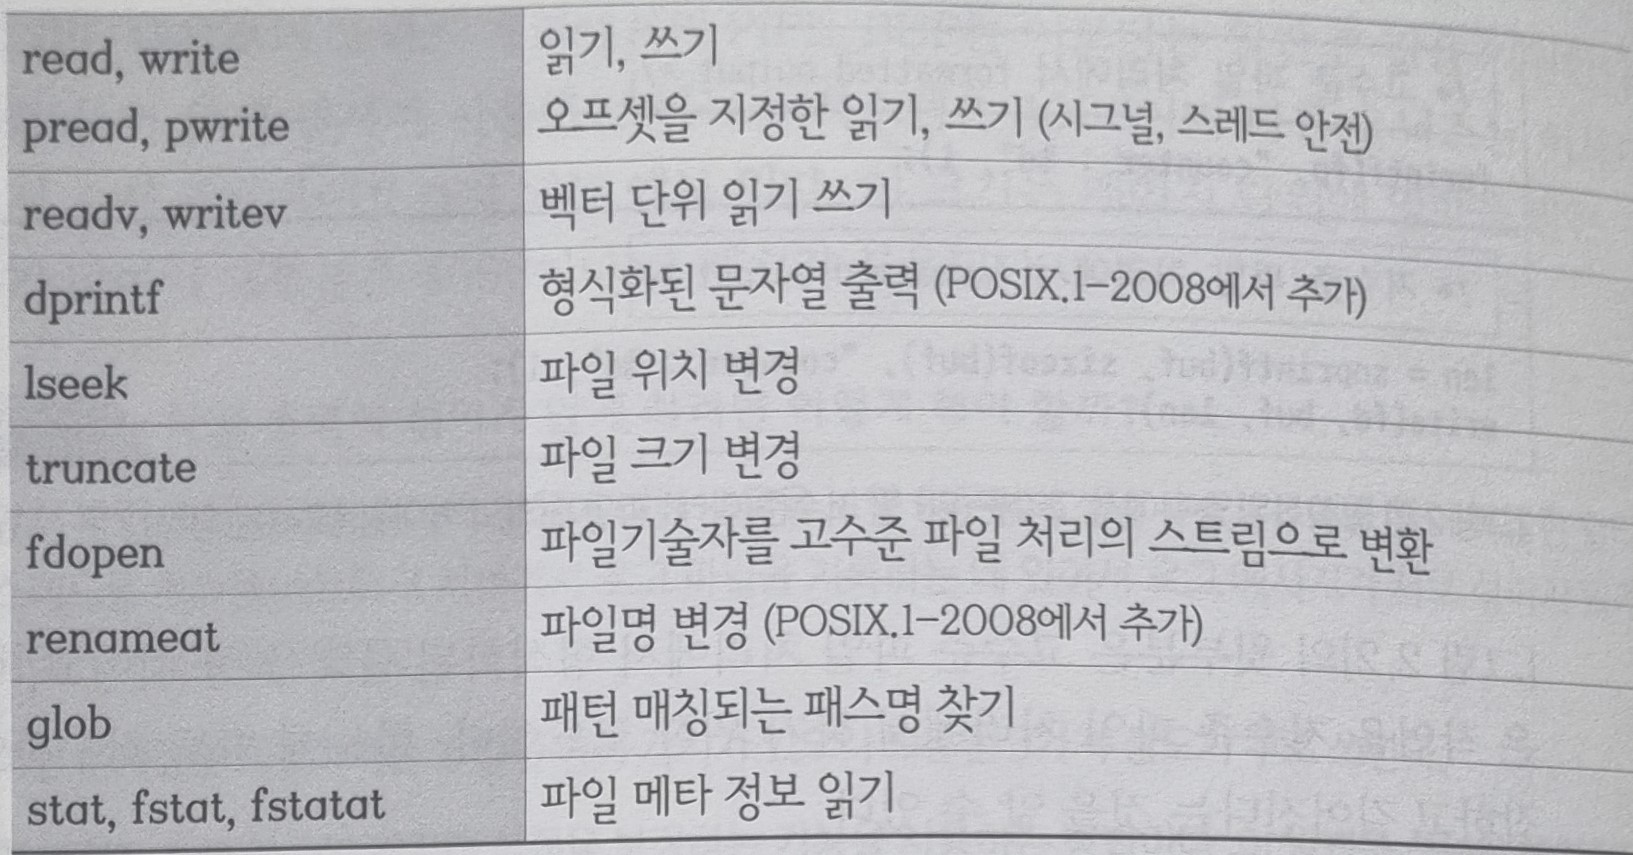 read, write 읽기, 쓰기
pread, pwrite 오프셋을 지정한 읽기, 쓰기 (시그널, 스레드 안전)
readv, writev 벡터 단위 읽기 쓰기
dprintf 형식화된 문자열 출력 (POSIX.1-2008에서 추가)
lseek 파일 위치 변경
truncate 파일 크기 변경
fdopen 파일기술자를 고수준 파일 처리의 스트림으로 변환
renameat 파일명 변경 (POSIX.1-2008에서 추가)
glob 패턴 매칭되는 패스명 찾기
stat, fstat, fstatat 파일 메타 정보 읽기